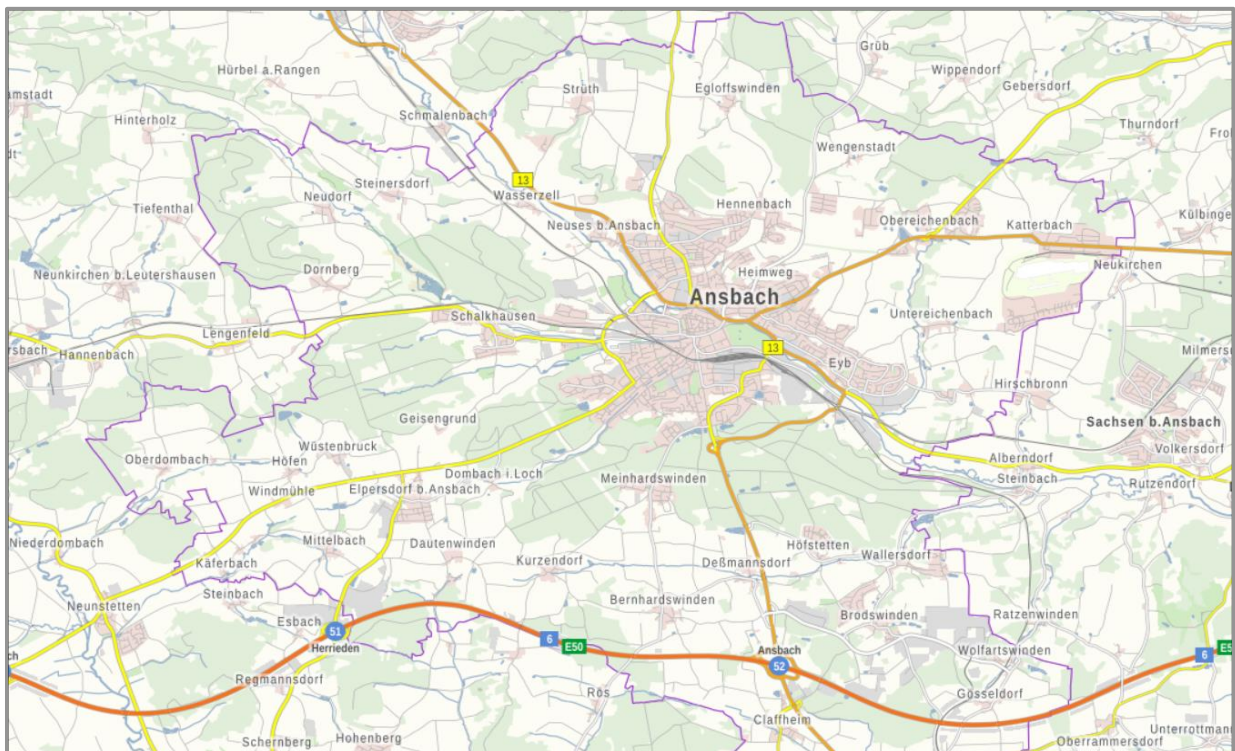 Grüb
Hürbel a.Rangen
Wippendorf
Strüth
Egloffswinden
Gebersdorf
amstadt
Schmalenbach
Hinterholz
Thurndorf
Wengenstadt
13
Steinersdorf
Neudorf
Wasserzell
Tiefenthal
Hennenbach
Külbinge
Neuses b.Ansbach
Obereichenbach
Katterbach
Neukirchen
Dornberg
Heimweg
Neunkirchen b.Leutershausen
Ansbach
Schalkhausen
Untereichenbach
Lengenfeld
ersbach
Hannenbach
13
Milmers
Eyb
Hirschbronn
Geisengrund
Sachsen b.Ansbach
Wüstenbruck
Volkersdorf
Oberdombach
Höfen
Alberndorf
Dombach i.Loch
Meinhardswinden
Steinbach
Rutzendorf
Windmühle
Elpersdorf b.Ansbach
Niederdombach
Mittelbach
Dautenwinden
Höfstetten
Wallersdorf
Käferbach
Kurzendorf
Deßmannsdorf
Steinbach
Neunstetten
Bernhardswinden
Brodswinden
Ratzenwinden
Esbach
51
6
E50
Herrieden
Ansbach
Wolfartswinden
6
E5
52
Regmannsdorf
Rös
Gösseldorf
Claffheim
Unterrottman
Schernberg
Hohenberg
Oberrammersdorf